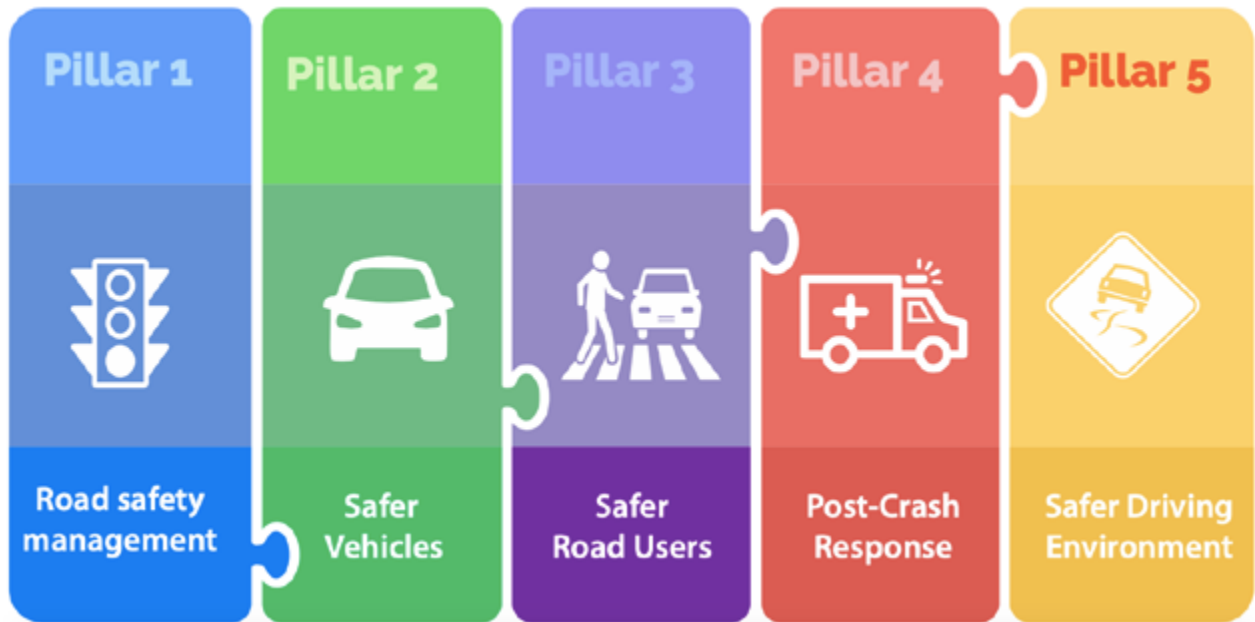 Pillar 1
Road safety
management
Pillar 2
Safer
Vehicles
Pillar 3
Safer
Road Users
Pillar 4
Post-Crash
Response
Pillar 5
Safer Driving
Environment